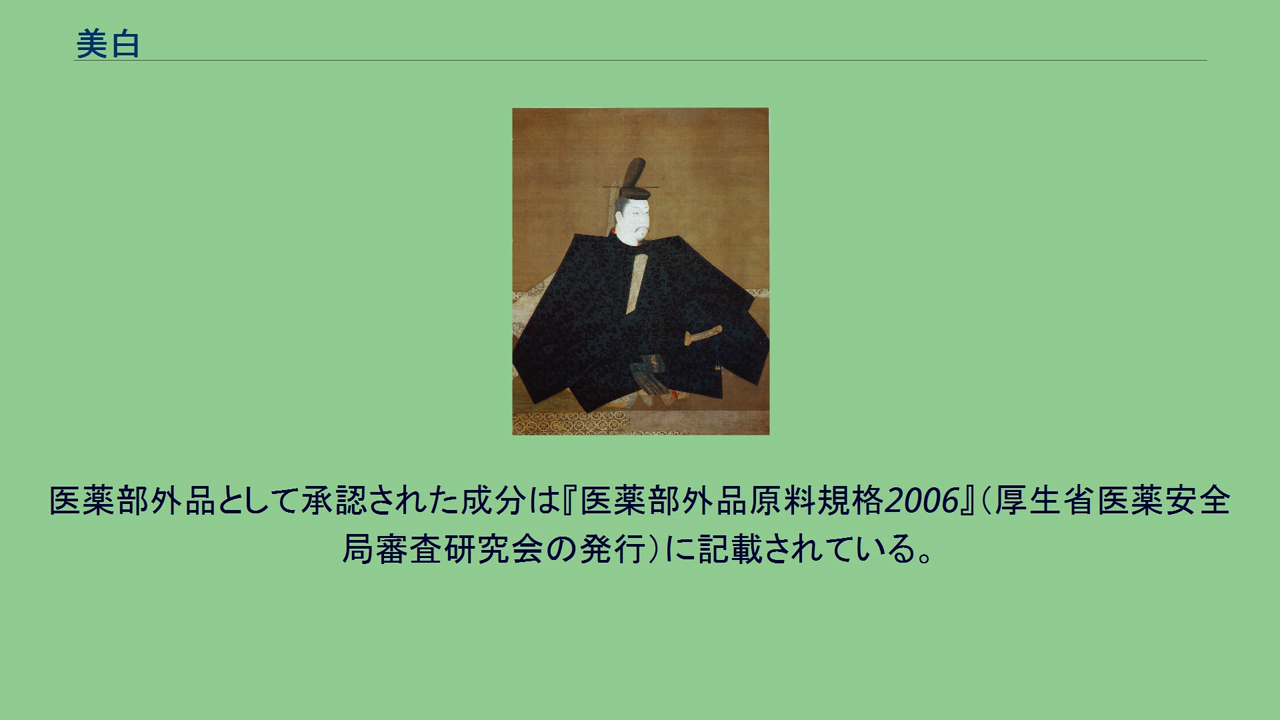 美白
医薬部外品として承認された成分は『医薬部外品原料規格2006』（厚生省医薬安全
局審査研究会の発行）に記載されている。